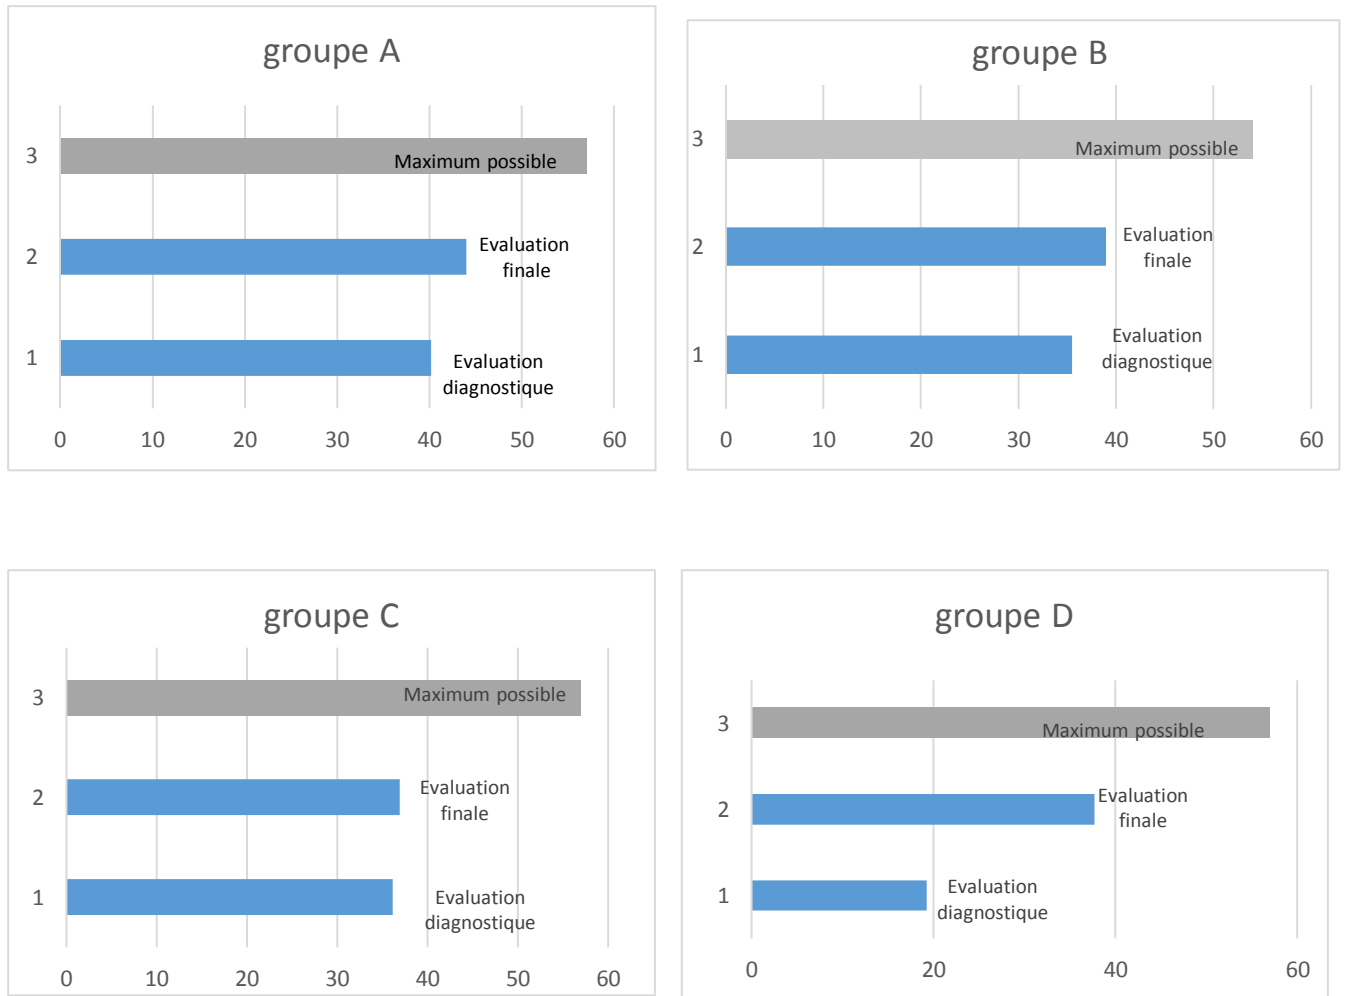 groupe A
3
Maximum possible
2
Evaluation
finale
1
Evaluation
diagnostique
0 10 20 30 40 50 60
groupe B
3
Maximum possible
2
Evaluation
finale
1
Evaluation
diagnostique
0 10 20 30 40 50 60
groupe C
3
Maximum possible
2
Evaluation
finale
1
Evaluation
diagnostique
0 10 20 30 40 50 60
groupe D
3
Maximum possible
2
Evaluation
finale
1
Evaluation
diagnostique
0 20 40 60